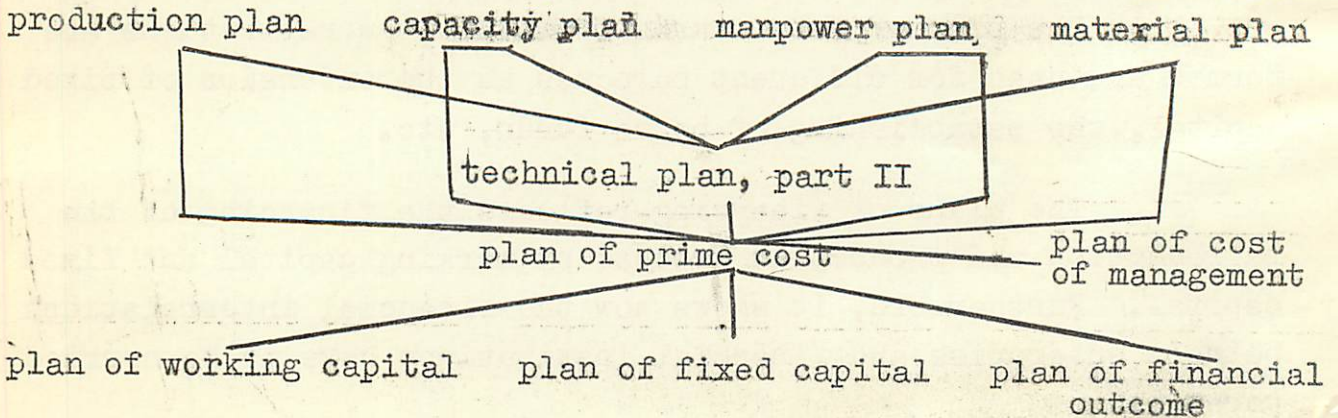 production plan capacity plan manpower plan material plan
technical plan, part II
plan of prime cost
plan of cost
of management
plan of working capital plan of fixed capital plan of financial
outcome